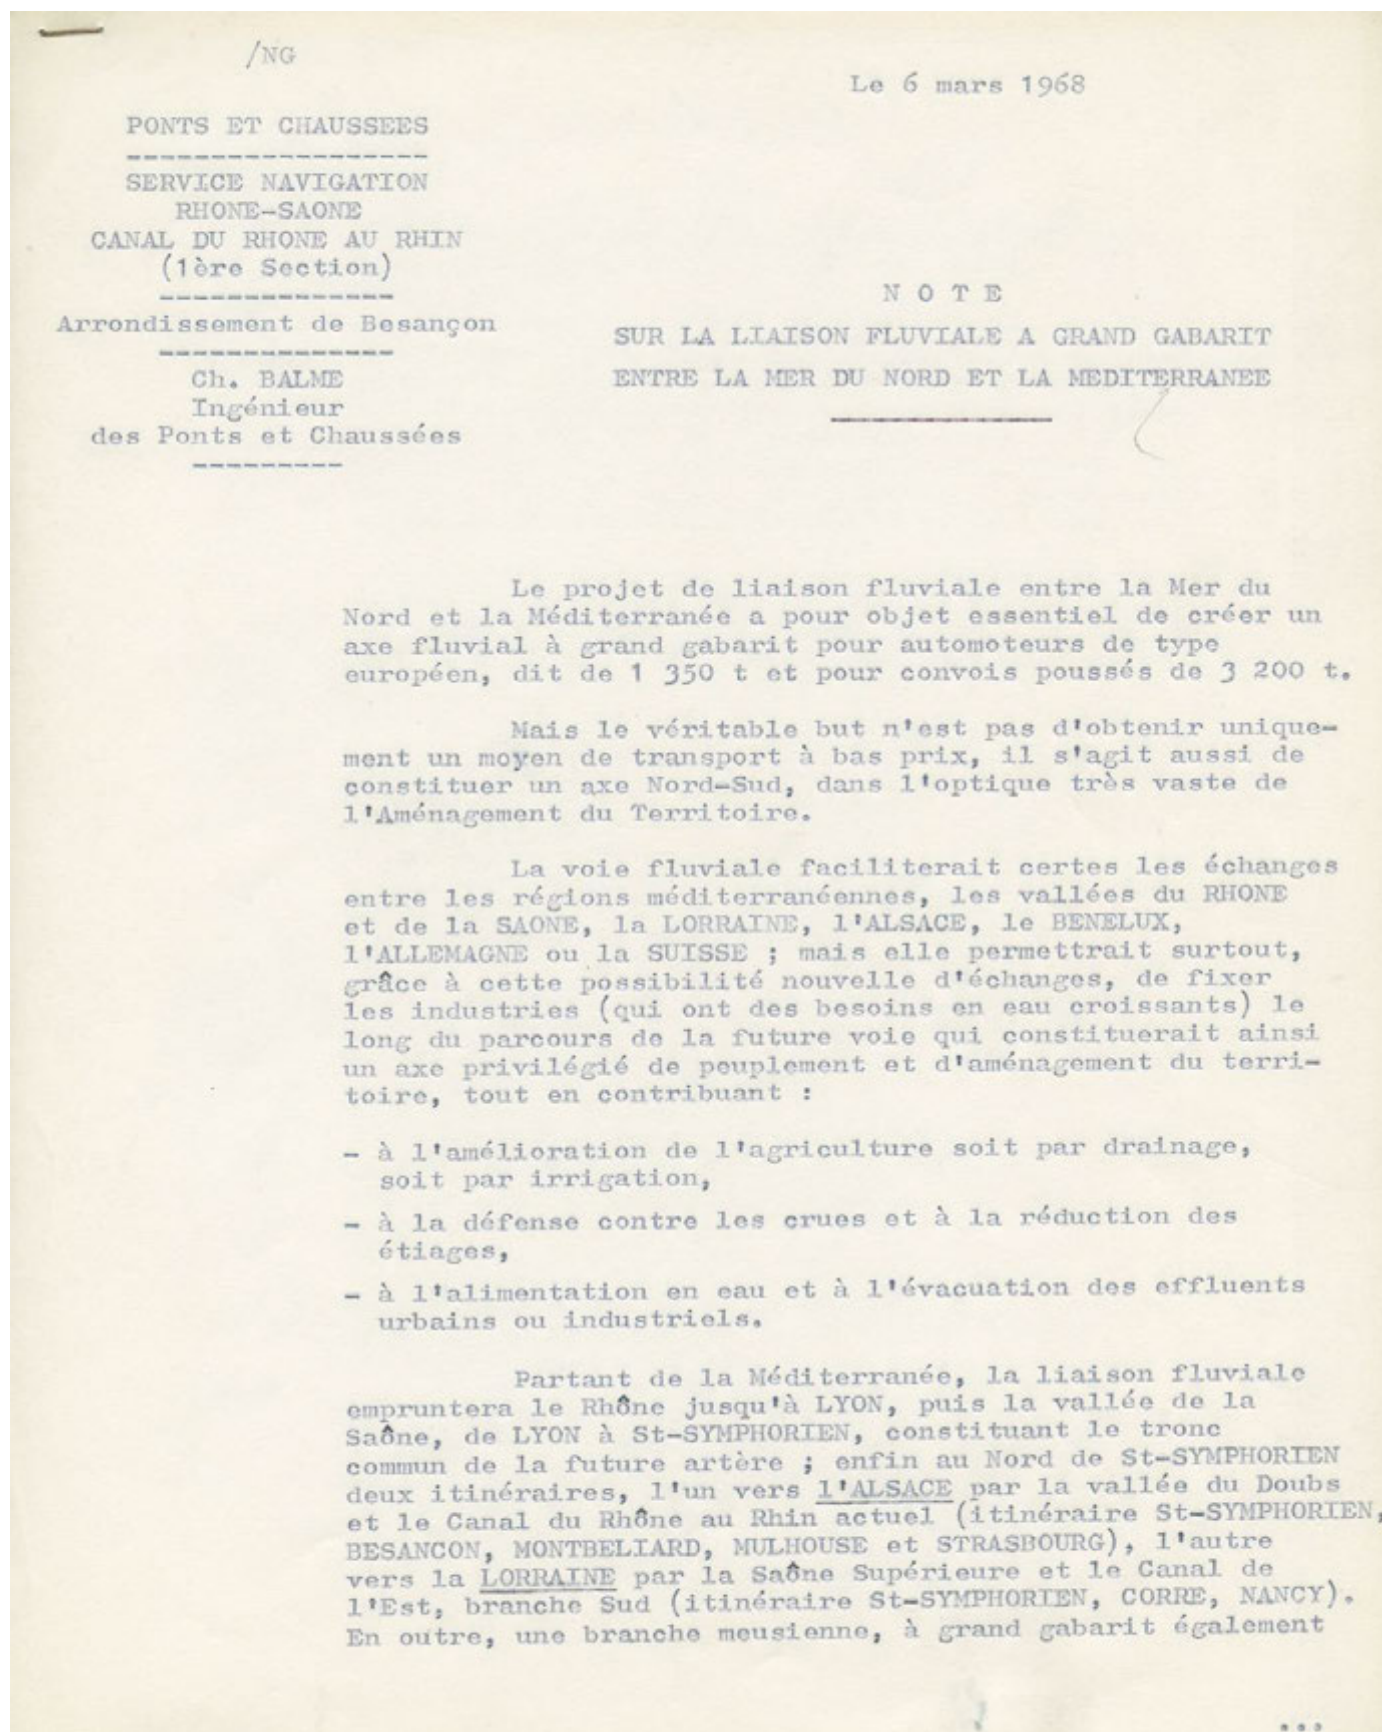 /NG
Le 6 mars 1968
PONTS ET CHAUSSEES
SERVICE NAVIGATION
RHONE-SAONE
CANAL DU RHONE AU RHIN
(1ère Section)
Arrondissement de Besançon
Ch. BALME
Ingénieur
des Ponts et Chaussées
N O T E
SUR LA LIAISON FLUVIALE A GRAND GABARIT
ENTRE LA MER DU NORD ET LA MEDITERRANEE
Le projet de liaison fluviale entre la Mer du
Nord et la Méditerranée a pour objet essentiel de créer un
axe fluvial à grand gabarit pour automoteurs de type
européen, dit de 1 350 t et pour convois poussés de 3 200 t.
Mais le véritable but n'est pas d'obtenir unique-
ment un moyen de transport à bas prix, il s'agit aussi de
constituer un axe Nord-Sud, dans l'optique très vaste de
l'Aménagement du Territoire.
La voie fluviale faciliterait certes les échanges
entre les régions méditerranéennes, les vallées du RHONE
et de la SAONE, la LORRAINE, l'ALSACE, le BENELUX,
l'ALLEMAGNE ou la SUISSE ; mais elle permettrait surtout,
grâce à cette possibilité nouvelle d'échanges, de fixer
les industries (qui ont des besoins en eau croissants) le
long du parcours de la future voie qui constituerait ainsi
un axe privilégié de peuplement et d'aménagement du terri-
toire, tout en contribuant :
- à l'amélioration de l'agriculture soit par drainage,
soit par irrigation,
- à la défense contre les crues et à la réduction des
étiages,
- à l'alimentation en eau et à l'évacuation des effluents
urbains ou industriels.
Partant de la Méditerranée, la liaison fluviale
empruntera le Rhône jusqu'à LYON, puis la vallée de la
Saône, de LYON à St-SYMPHORIEN, constituant le tronc
commun de la future artère ; enfin au Nord de St-SYMPHORIEN
deux itinéraires, l'un vers l'ALSACE par la vallée du Doubs
et le Canal du Rhône au Rhin actuel (itinéraire St-SYMPHORIEN,
BESANCON, MONTBELIARD, MULHOUSE et STRASBOURG), l'autre
vers la LORRAINE par la Saône Supérieure et le Canal de
l'Est, branche Sud (itinéraire St-SYMPHORIEN, CORRE, NANCY).
En outre, une branche meusienne, à grand gabarit également
...